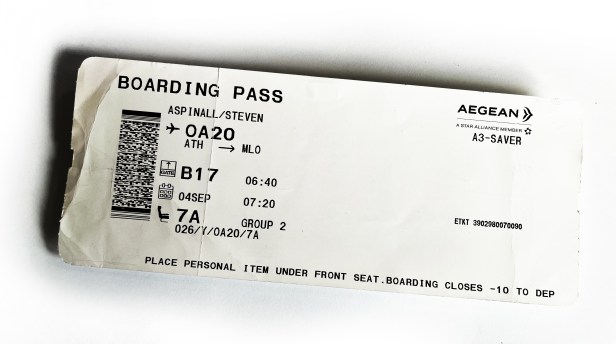 BOARDING PASS
AEGEAN
A STAR ALLIANCE MEMBER
A3-SAVER
ASPINALL/STEVEN
OA20
ATH → MLO
GATE
B17 06:40
04SEP 07:20
7A GROUP 2
026/Y/OA20/7A
ETKT 3902980070090
PLACE PERSONAL ITEM UNDER FRONT SEAT.BOARDING CLOSES -10 TO DEP